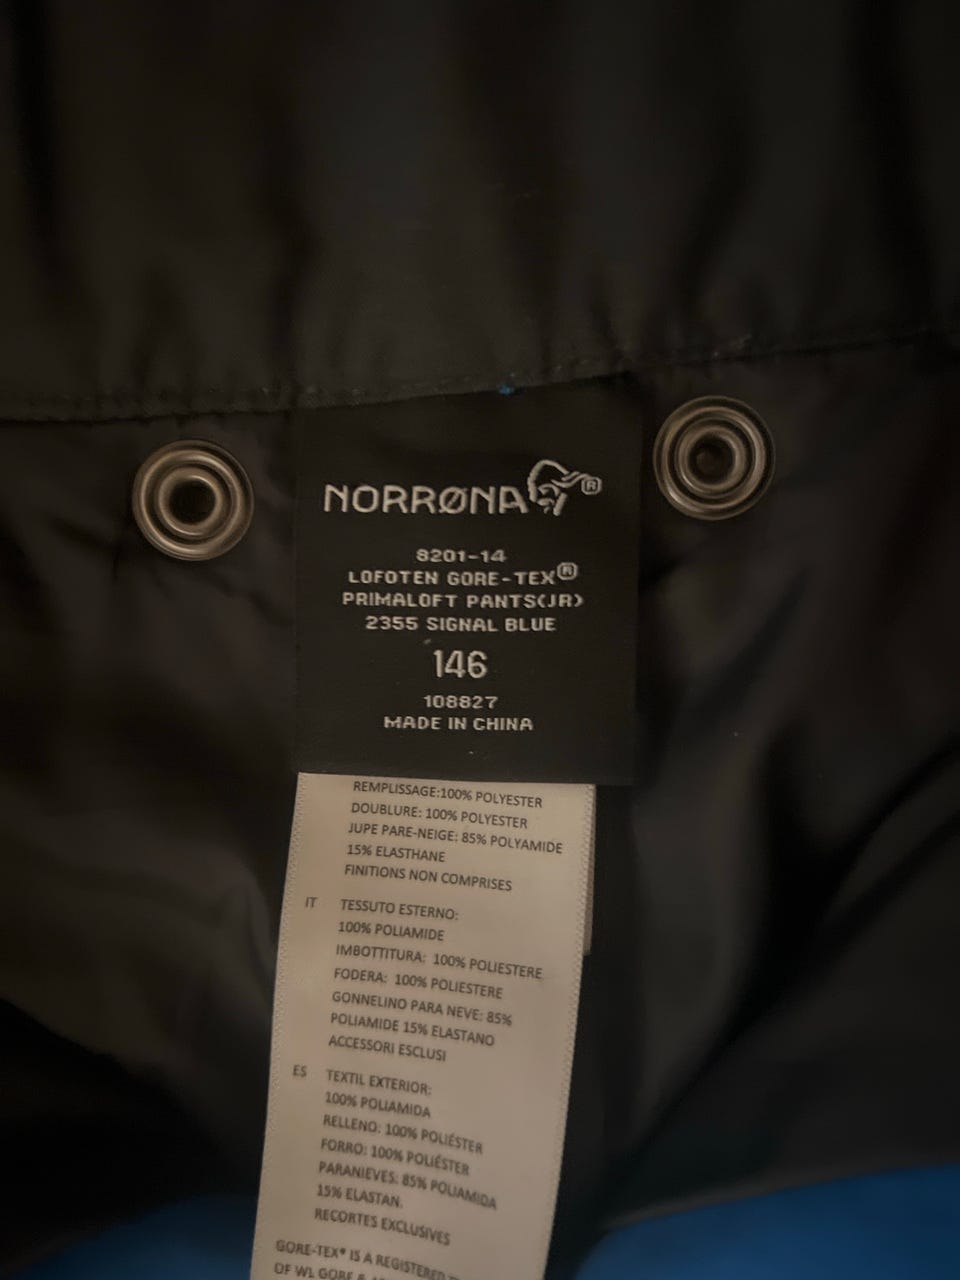 NORRØNA®
8201-14
LOFOTEN GORE-TEX®
PRIMALOFT PANTS(JR)
2355 SIGNAL BLUE
146
108827
MADE IN CHINA
REMPLISSAGE:100% POLYESTER
DOUBLURE: 100% POLYESTER
JUPE PARE-NEIGE: 85% POLYAMIDE
15% ELASTHANE
FINITIONS NON COMPRISES
IT TESSUTO ESTERNO:
100% POLIAMIDE
IMBOTTITURA: 100% POLIESTERE
FODERA: 100% POLIESTERE
GONNELINO PARA NEVE: 85%
POLIAMIDE 15% ELASTANO
ACCESSORI ESCLUSI
ES TEXTIL EXTERIOR:
100% POLIAMIDA
RELLENO: 100% POLIÉSTER
FORRO: 100% POLIÉSTER
PARANIEVES: 85% POLIAMIDA
15% ELASTAN.
RECORTES EXCLUSIVES
GORE-TEX® IS A REGISTERED
OF WL GORE &